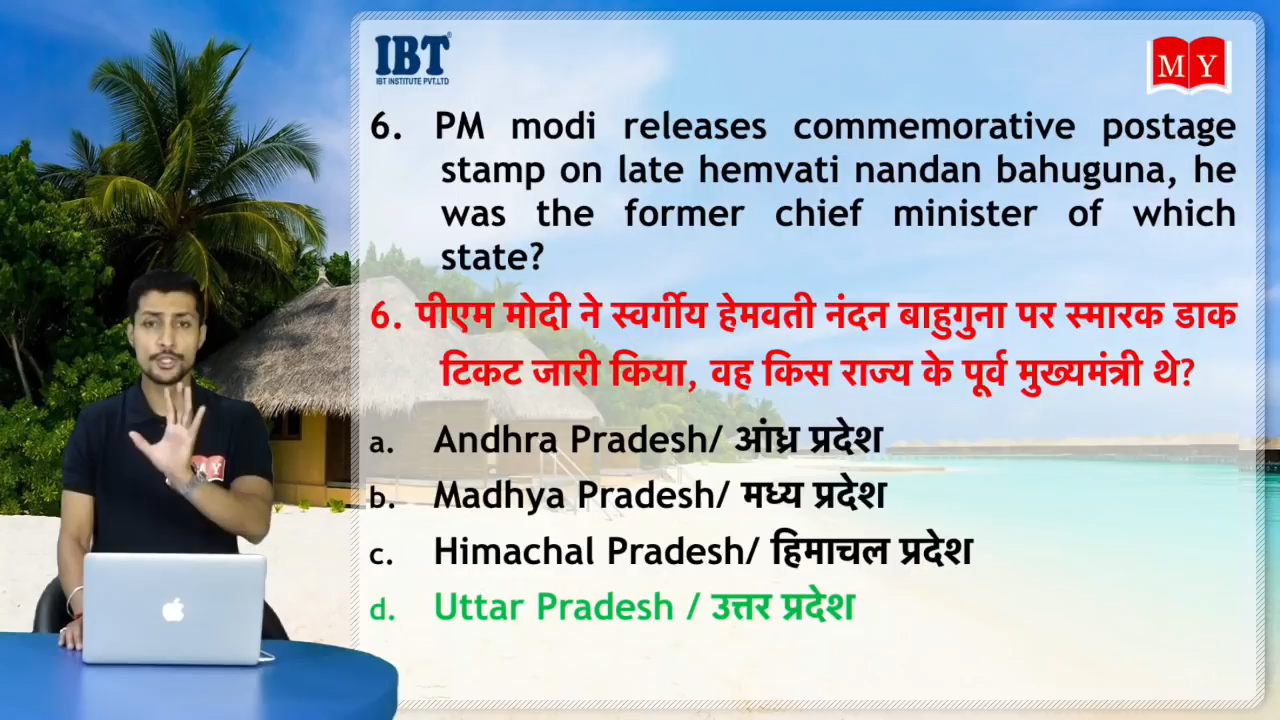 IBT
IBT INSTITUTE PVT.LTD
M Y
6. PM modi releases commemorative postage
stamp on late hemvati nandan bahuguna, he
was the former chief minister of which
state?
6. पीएम मोदी ने स्वर्गीय हेमवती नंदन बाहुगुना पर स्मारक डाक
टिकट जारी किया, वह किस राज्य के पूर्व मुख्यमंत्री थे?
a. Andhra Pradesh/ आंध्र प्रदेश
b. Madhya Pradesh/ मध्य प्रदेश
c. Himachal Pradesh/ हिमाचल प्रदेश
d. Uttar Pradesh / उत्तर प्रदेश
M Y